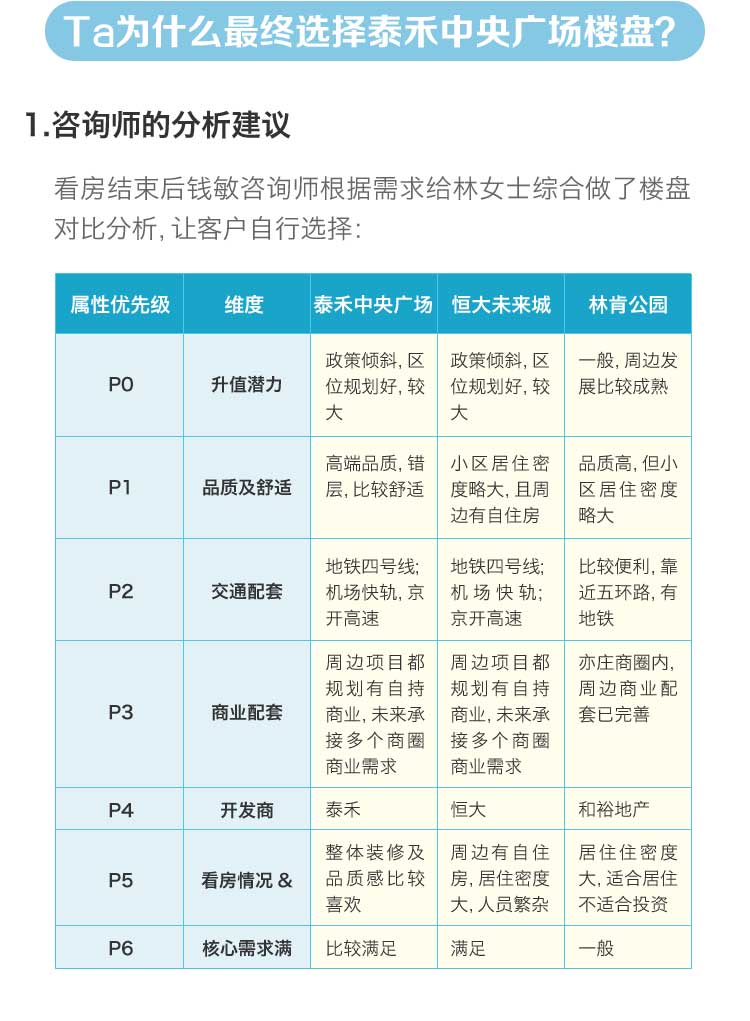 Ta为什么最终选择泰禾中央广场楼盘?
1.咨询师的分析建议
看房结束后钱敏咨询师根据需求给林女士综合做了楼盘
对比分析, 让客户自行选择:
属性优先级 维度 泰禾中央广场 恒大未来城 林肯公园
P0 升值潜力
政策倾斜, 区
位规划好, 较
大
政策倾斜, 区
位规划好, 较
大
一般, 周边发
展比较成熟
P1 品质及舒适
高端品质, 错
层, 比较舒适
小区居住密
度略大, 且周
边有自住房
品质高, 但小
区居住密度
略大
P2 交通配套
地铁四号线;
机场快轨, 京
开高速
地铁四号线;
机场快轨;
京开高速
比较便利, 靠
近五环路, 有
地铁
P3 商业配套
周边项目都
规划有自持
商业, 未来承
接多个商圈
商业需求
周边项目都
规划有自持
商业, 未来承
接多个商圈
商业需求
亦庄商圈内,
周边商业配
套已完善
P4 开发商 泰禾 恒大 和裕地产
P5 看房情况 &
整体装修及
品质感比较
喜欢
周边有自住
房, 居住密度
大, 人员繁杂
居住住密度
大, 适合居住
不适合投资
P6 核心需求满 比较满足 满足 一般